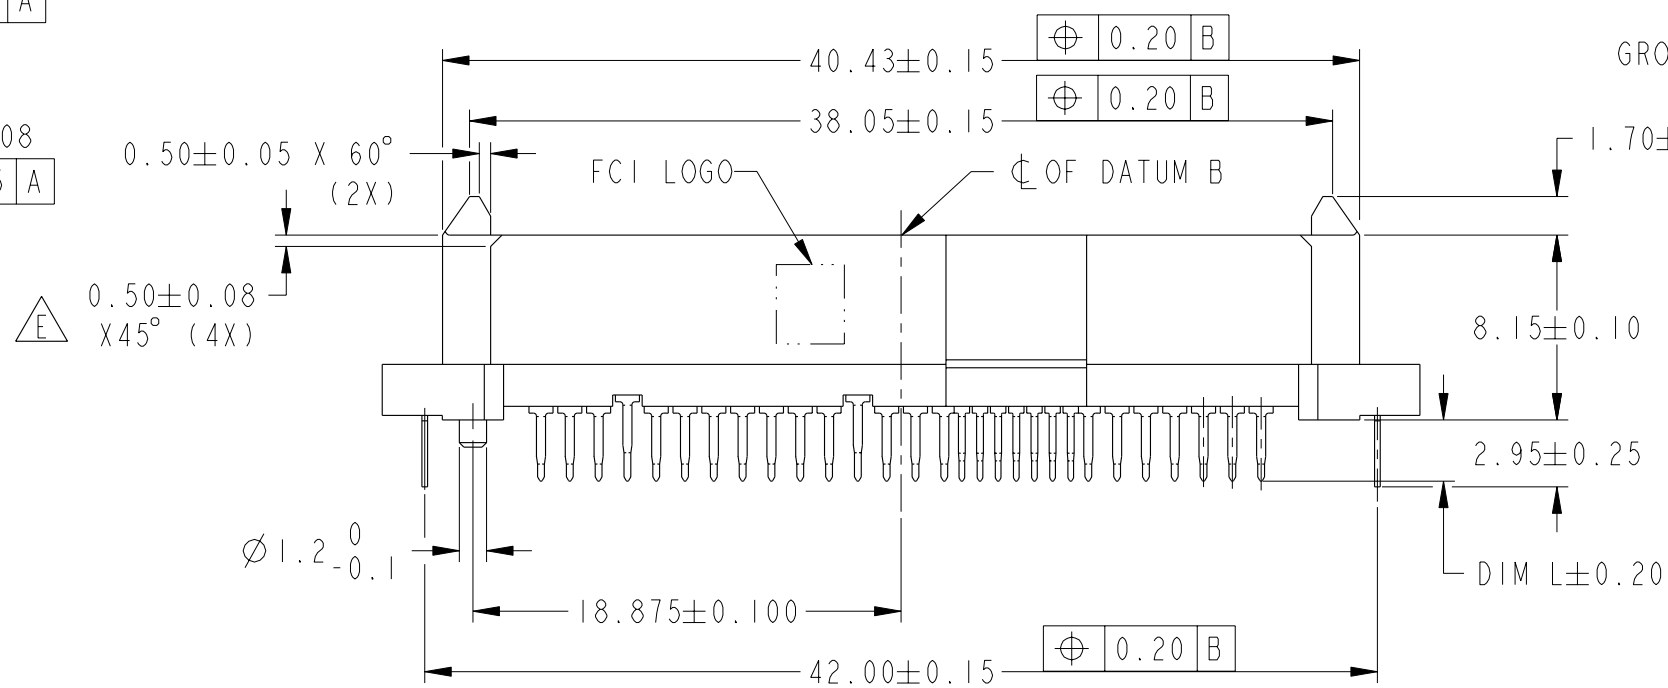 A
40.43±0.15
⌖ 0.20 B
GRO
38.05±0.15
⌖ 0.20 B
08
A
0.50±0.05 X 60°
(2X)
FCI LOGO
℄ OF DATUM B
1.70±
0.50±0.08
X45° (4X)
E
8.15±0.10
2.95±0.25
Ø1.2 0
-0.1
DIM L±0.20
18.875±0.100
⌖ 0.20 B
42.00±0.15